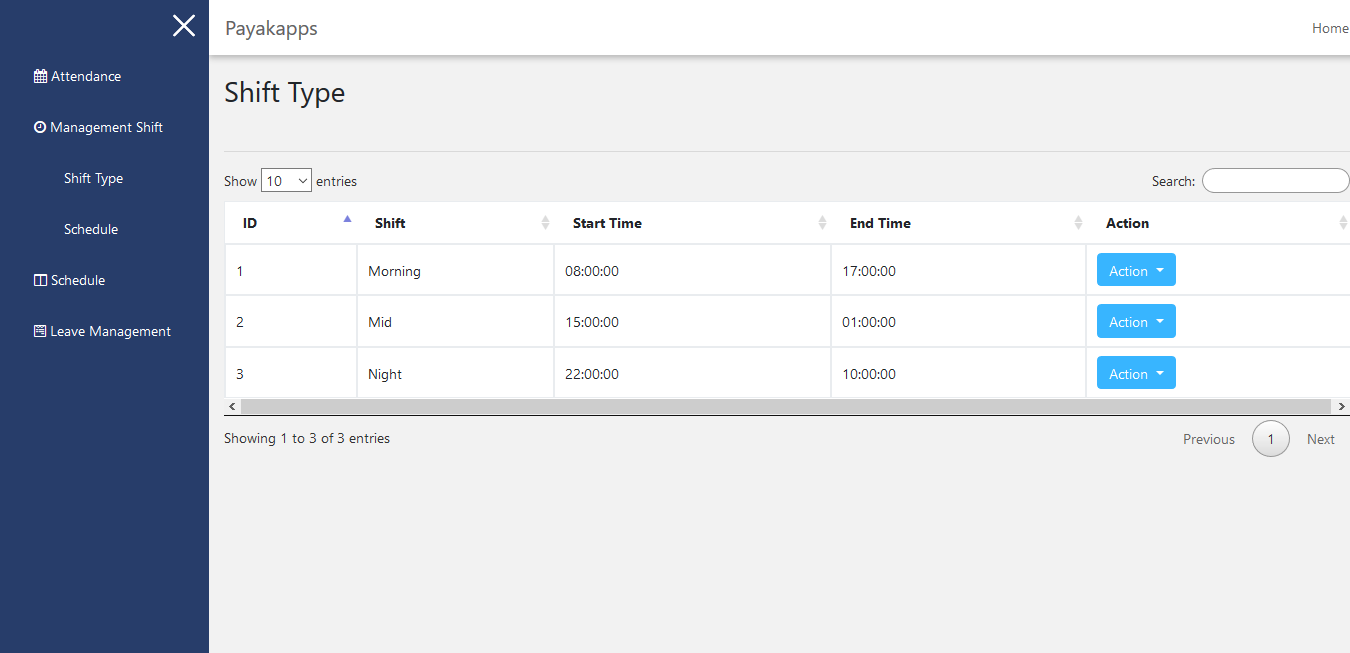 Payakapps
Home
Attendance
Management Shift
Shift Type
Schedule
Schedule
Leave Management
Shift Type
Show 10 entries
Search:
ID Shift Start Time End Time Action
1 Morning 08:00:00 17:00:00 Action
2 Mid 15:00:00 01:00:00 Action
3 Night 22:00:00 10:00:00 Action
Showing 1 to 3 of 3 entries
Previous 1 Next